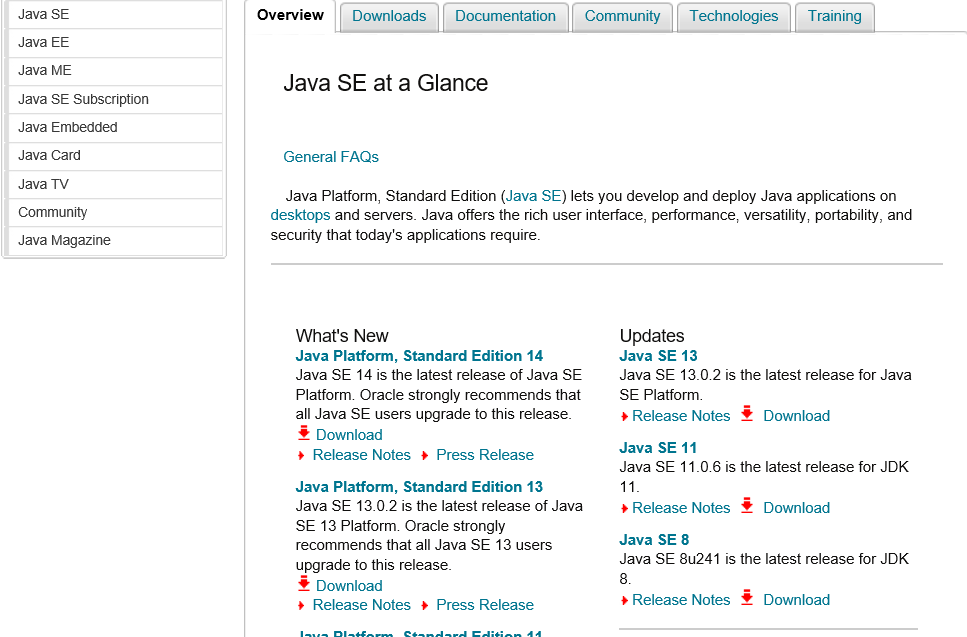 Java SE
Java EE
Java ME
Java SE Subscription
Java Embedded
Java Card
Java TV
Community
Java Magazine
Overview
Downloads
Documentation
Community
Technologies
Training
Java SE at a Glance
General FAQs
Java Platform, Standard Edition (Java SE) lets you develop and deploy Java applications on
desktops and servers. Java offers the rich user interface, performance, versatility, portability, and
security that today's applications require.
What's New
Java Platform, Standard Edition 14
Java SE 14 is the latest release of Java SE
Platform. Oracle strongly recommends that
all Java SE users upgrade to this release.
Download
Release Notes Press Release
Java Platform, Standard Edition 13
Java SE 13.0.2 is the latest release of Java
SE 13 Platform. Oracle strongly
recommends that all Java SE 13 users
upgrade to this release.
Download
Release Notes Press Release
Java Platform, Standard Edition 11
Updates
Java SE 13
Java SE 13.0.2 is the latest release for Java
SE Platform.
Release Notes Download
Java SE 11
Java SE 11.0.6 is the latest release for JDK
11.
Release Notes Download
Java SE 8
Java SE 8u241 is the latest release for JDK
8.
Release Notes Download